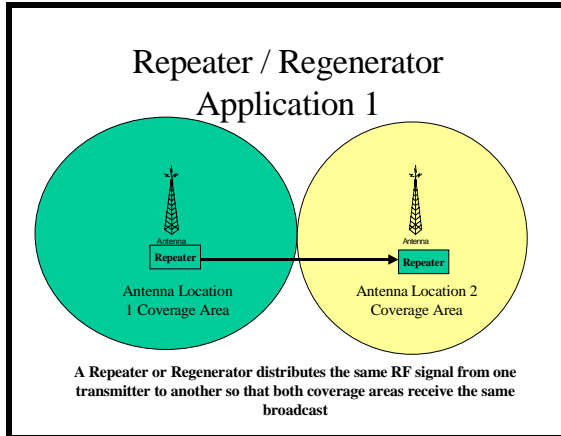 Repeater / Regenerator
Application 1
Antenna
Antenna
Repeater
Repeater
Antenna Location
1 Coverage Area
Antenna Location 2
Coverage Area
A Repeater or Regenerator distributes the same RF signal from one
transmitter to another so that both coverage areas receive the same
broadcast